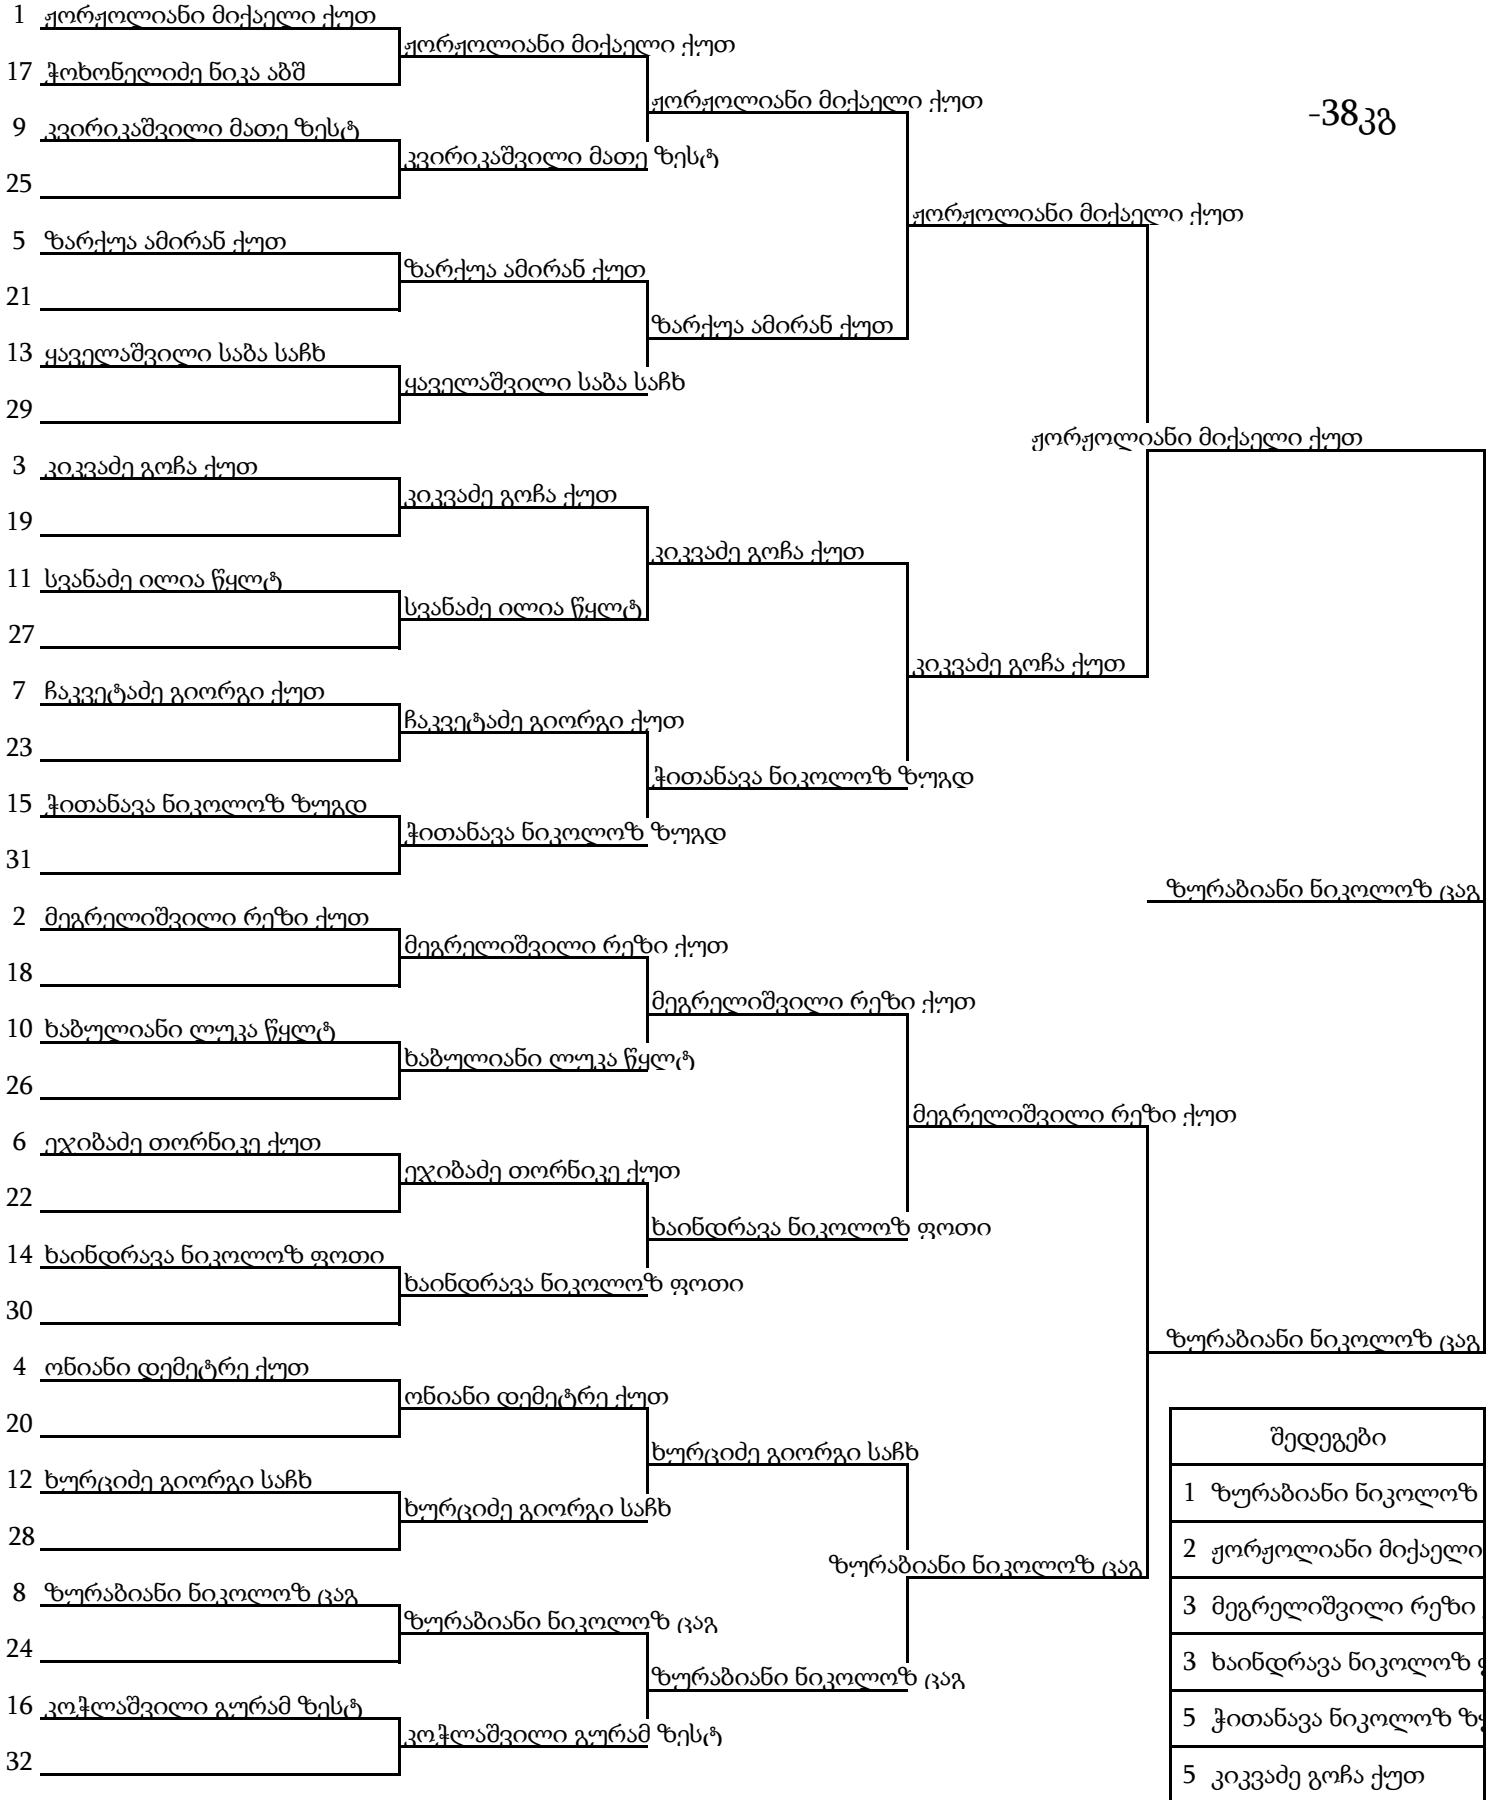 1 ჟორჟოლიანი მიქაელი ქუთ
ჟორჟოლიანი მიქაელი ქუთ
17 ჭოხონელიძე ნიკა აბშ
ჟორჟოლიანი მიქაელი ქუთ
-38კგ
9 კვირიკაშვილი მათე ზესტ
კვირიკაშვილი მათე ზესტ
25
ჟორჟოლიანი მიქაელი ქუთ
5 ზარქუა ამირან ქუთ
ზარქუა ამირან ქუთ
21
ზარქუა ამირან ქუთ
13 ყაველაშვილი საბა საჩხ
ყაველაშვილი საბა საჩხ
29
ჟორჟოლიანი მიქაელი ქუთ
3 კიკვაძე გოჩა ქუთ
კიკვაძე გოჩა ქუთ
19
კიკვაძე გოჩა ქუთ
11 სვანაძე ილია წყლტ
სვანაძე ილია წყლტ
27
კიკვაძე გოჩა ქუთ
7 ჩაკვეტაძე გიორგი ქუთ
ჩაკვეტაძე გიორგი ქუთ
23
ჭითანავა ნიკოლოზ ზუგდ
15 ჭითანავა ნიკოლოზ ზუგდ
ჭითანავა ნიკოლოზ ზუგდ
31
ზურაბიანი ნიკოლოზ ცაგ
2 მეგრელიშვილი რეზი ქუთ
მეგრელიშვილი რეზი ქუთ
18
მეგრელიშვილი რეზი ქუთ
10 ხაბულიანი ლუკა წყლტ
ხაბულიანი ლუკა წყლტ
26
მეგრელიშვილი რეზი ქუთ
6 ეჯიბაძე თორნიკე ქუთ
ეჯიბაძე თორნიკე ქუთ
22
ხაინდრავა ნიკოლოზ ფოთი
14 ხაინდრავა ნიკოლოზ ფოთი
ხაინდრავა ნიკოლოზ ფოთი
30
ზურაბიანი ნიკოლოზ ცაგ
4 ონიანი დემეტრე ქუთ
ონიანი დემეტრე ქუთ
20
ხურციძე გიორგი საჩხ
12 ხურციძე გიორგი საჩხ
ხურციძე გიორგი საჩხ
28
ზურაბიანი ნიკოლოზ ცაგ
8 ზურაბიანი ნიკოლოზ ცაგ
ზურაბიანი ნიკოლოზ ცაგ
24
ზურაბიანი ნიკოლოზ ცაგ
16 კოჭლაშვილი გურამ ზესტ
კოჭლაშვილი გურამ ზესტ
32
შედეგები
1 ზურაბიანი ნიკოლოზ
2 ჟორჟოლიანი მიქაელი
3 მეგრელიშვილი რეზი
3 ხაინდრავა ნიკოლოზ
5 ჭითანავა ნიკოლოზ
5 კიკვაძე გოჩა ქუთ